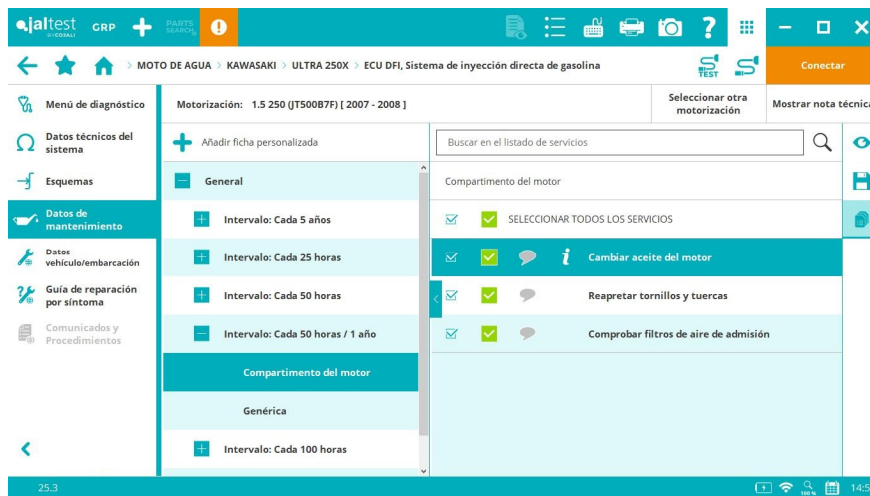 jaltest GRP PARTS SEARCH
BY COJALI
MOTO DE AGUA > KAWASAKI > ULTRA 250X > ECU DFI, Sistema de inyección directa de gasolina
TEST
Conectar
Menú de diagnóstico
Datos técnicos del sistema
Esquemas
Datos de mantenimiento
Datos vehículo/embarcación
Guía de reparación por síntoma
Comunicados y Procedimientos
Motorización: 1.5 250 (JT500B7F) [ 2007 - 2008 ]
Seleccionar otra motorización
Mostrar nota técnica
Añadir ficha personalizada
General
Intervalo: Cada 5 años
Intervalo: Cada 25 horas
Intervalo: Cada 50 horas
Intervalo: Cada 50 horas / 1 año
Compartimento del motor
Genérica
Intervalo: Cada 100 horas
Buscar en el listado de servicios
Compartimento del motor
SELECCIONAR TODOS LOS SERVICIOS
Cambiar aceite del motor
Reapretar tornillos y tuercas
Comprobar filtros de aire de admisión
25.3
100 %
14:5